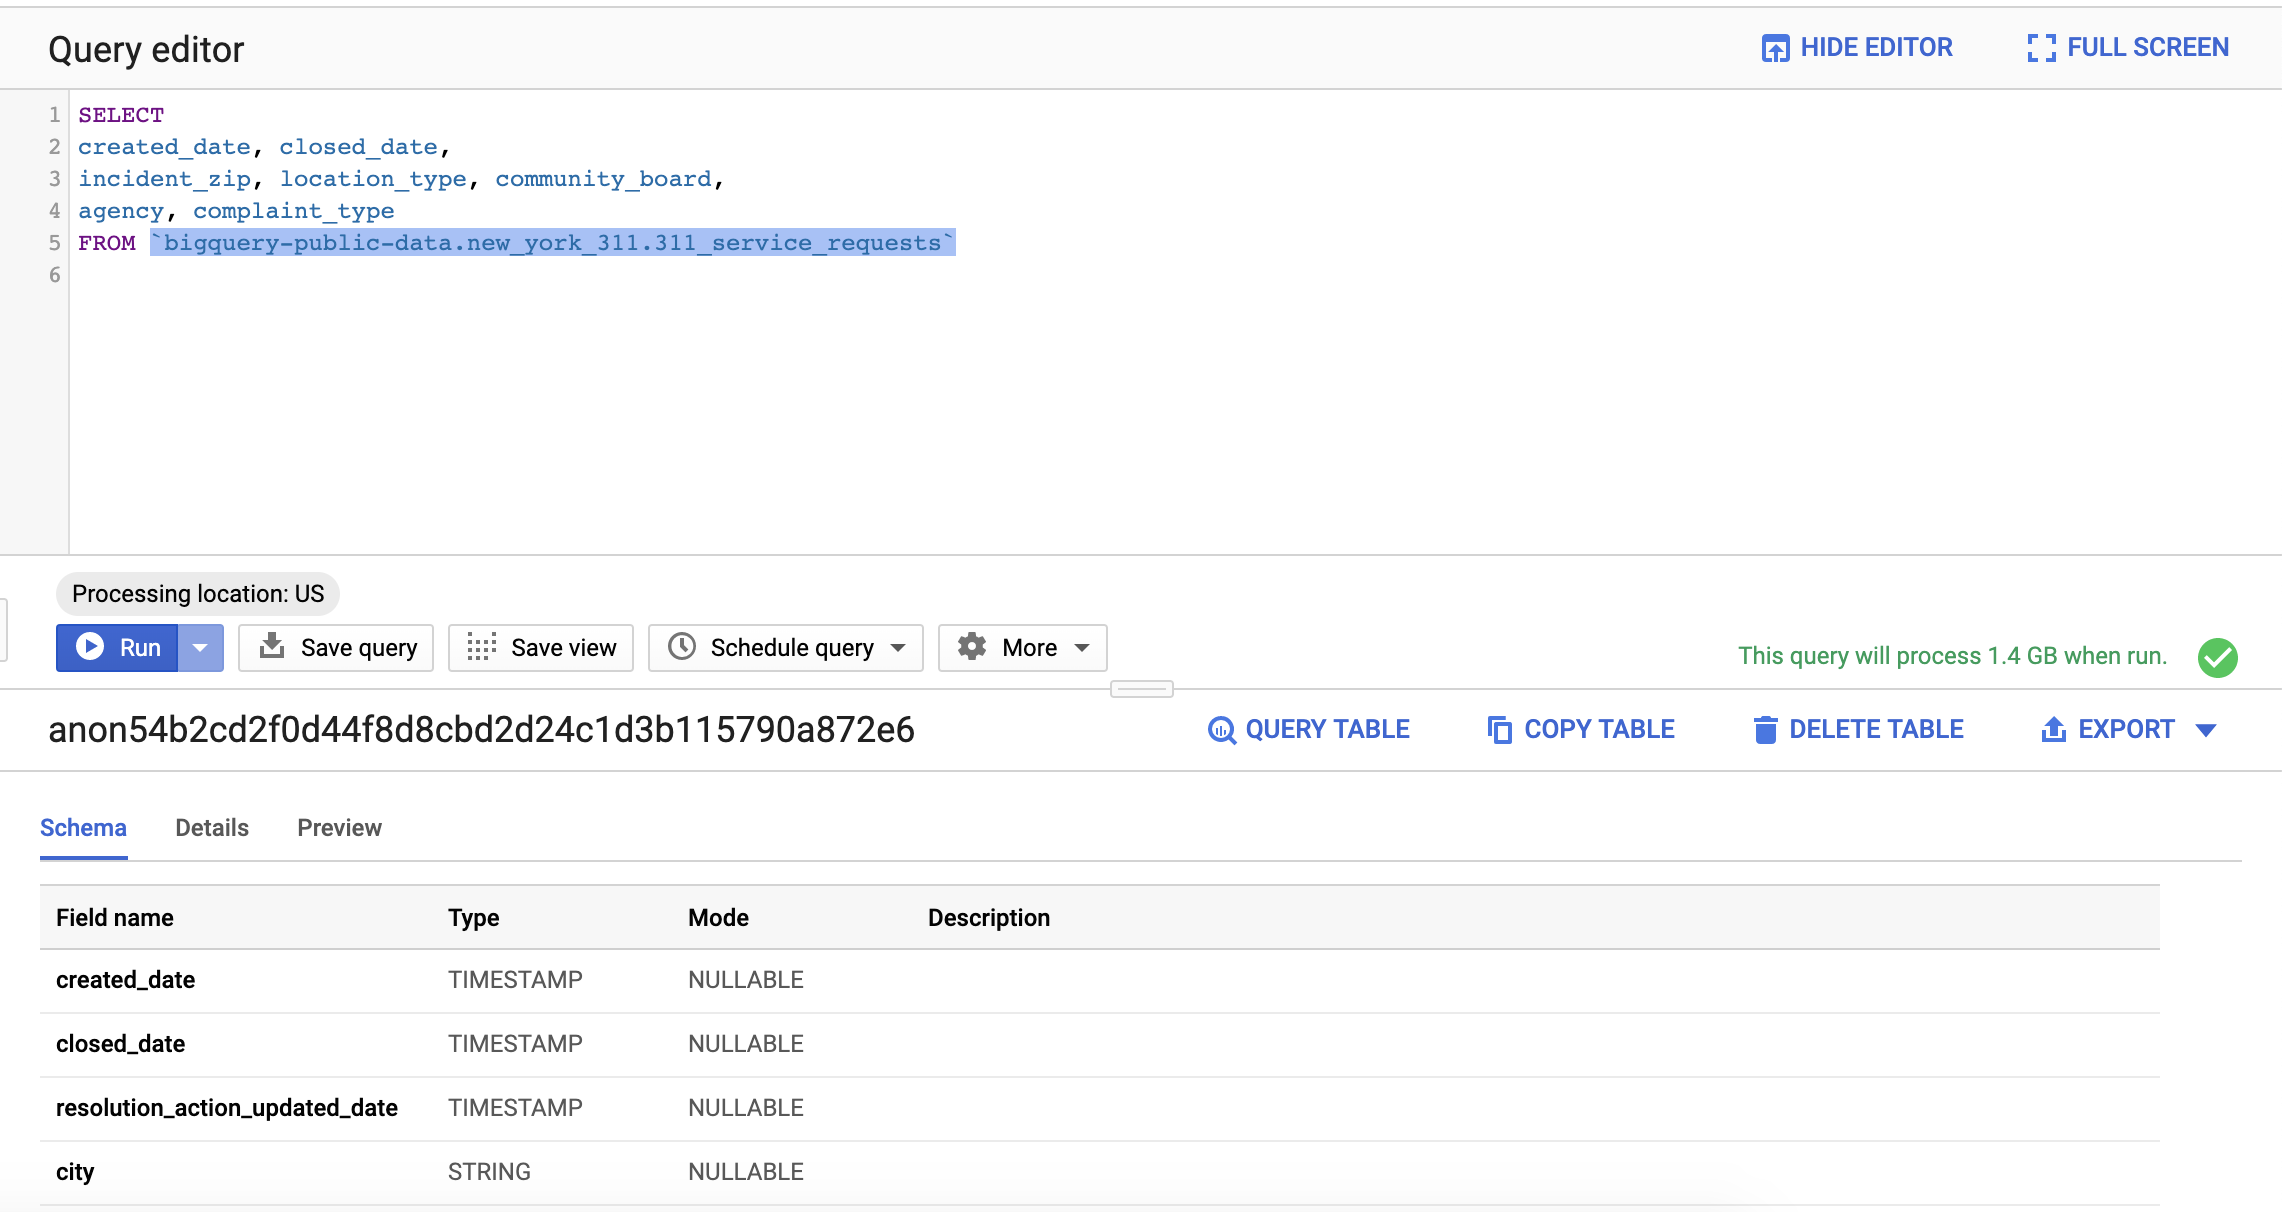 Query editor
HIDE EDITOR
FULL SCREEN
1 SELECT
2 created_date, closed_date,
3 incident_zip, location_type, community_board,
4 agency, complaint_type
5 FROM `bigquery-public-data.new_york_311.311_service_requests`
6
Processing location: US
Run
Save query
Save view
Schedule query
More
This query will process 1.4 GB when run.
anon54b2cd2f0d44f8d8cbd2d24c1d3b115790a872e6
QUERY TABLE
COPY TABLE
DELETE TABLE
EXPORT
Schema Details Preview
Field name Type Mode Description
created_date TIMESTAMP NULLABLE
closed_date TIMESTAMP NULLABLE
resolution_action_updated_date TIMESTAMP NULLABLE
city STRING NULLABLE